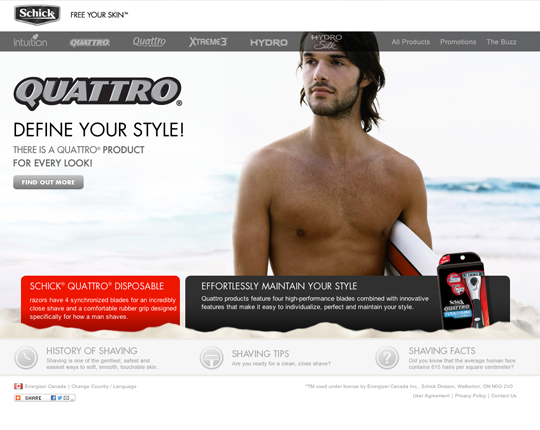 Schick
FREE YOUR SKIN™
Intuition QUATTRO Quattro XTREME3 HYDRO HYDRO Silk All Products Promotions The Buzz
QUATTRO®
DEFINE YOUR STYLE!
THERE IS A QUATTRO® PRODUCT
FOR EVERY LOOK!
FIND OUT MORE
SCHICK® QUATTRO® DISPOSABLE
razors have 4 synchronized blades for an incredibly
close shave and a comfortable rubber grip designed
specifically for how a man shaves.
EFFORTLESSLY MAINTAIN YOUR STYLE
Quattro products feature four high-performance blades combined with innovative
features that make it easy to individualize, perfect and maintain your style.
Schick
QUATTRO
HISTORY OF SHAVING
Shaving is one of the gentlest, safest and
easiest ways to soft, smooth, touchable skin.
SHAVING TIPS
Are you ready for a clean, close shave?
SHAVING FACTS
Did you know that the average human face
contains 615 hairs per square centimeter?
Energizer Canada | Change Country / Language
*TM used under license by Energizer Canada Inc., Schick Division, Walkerton, ON N0G 2V0
SHARE
User Agreement | Privacy Policy | Contact Us